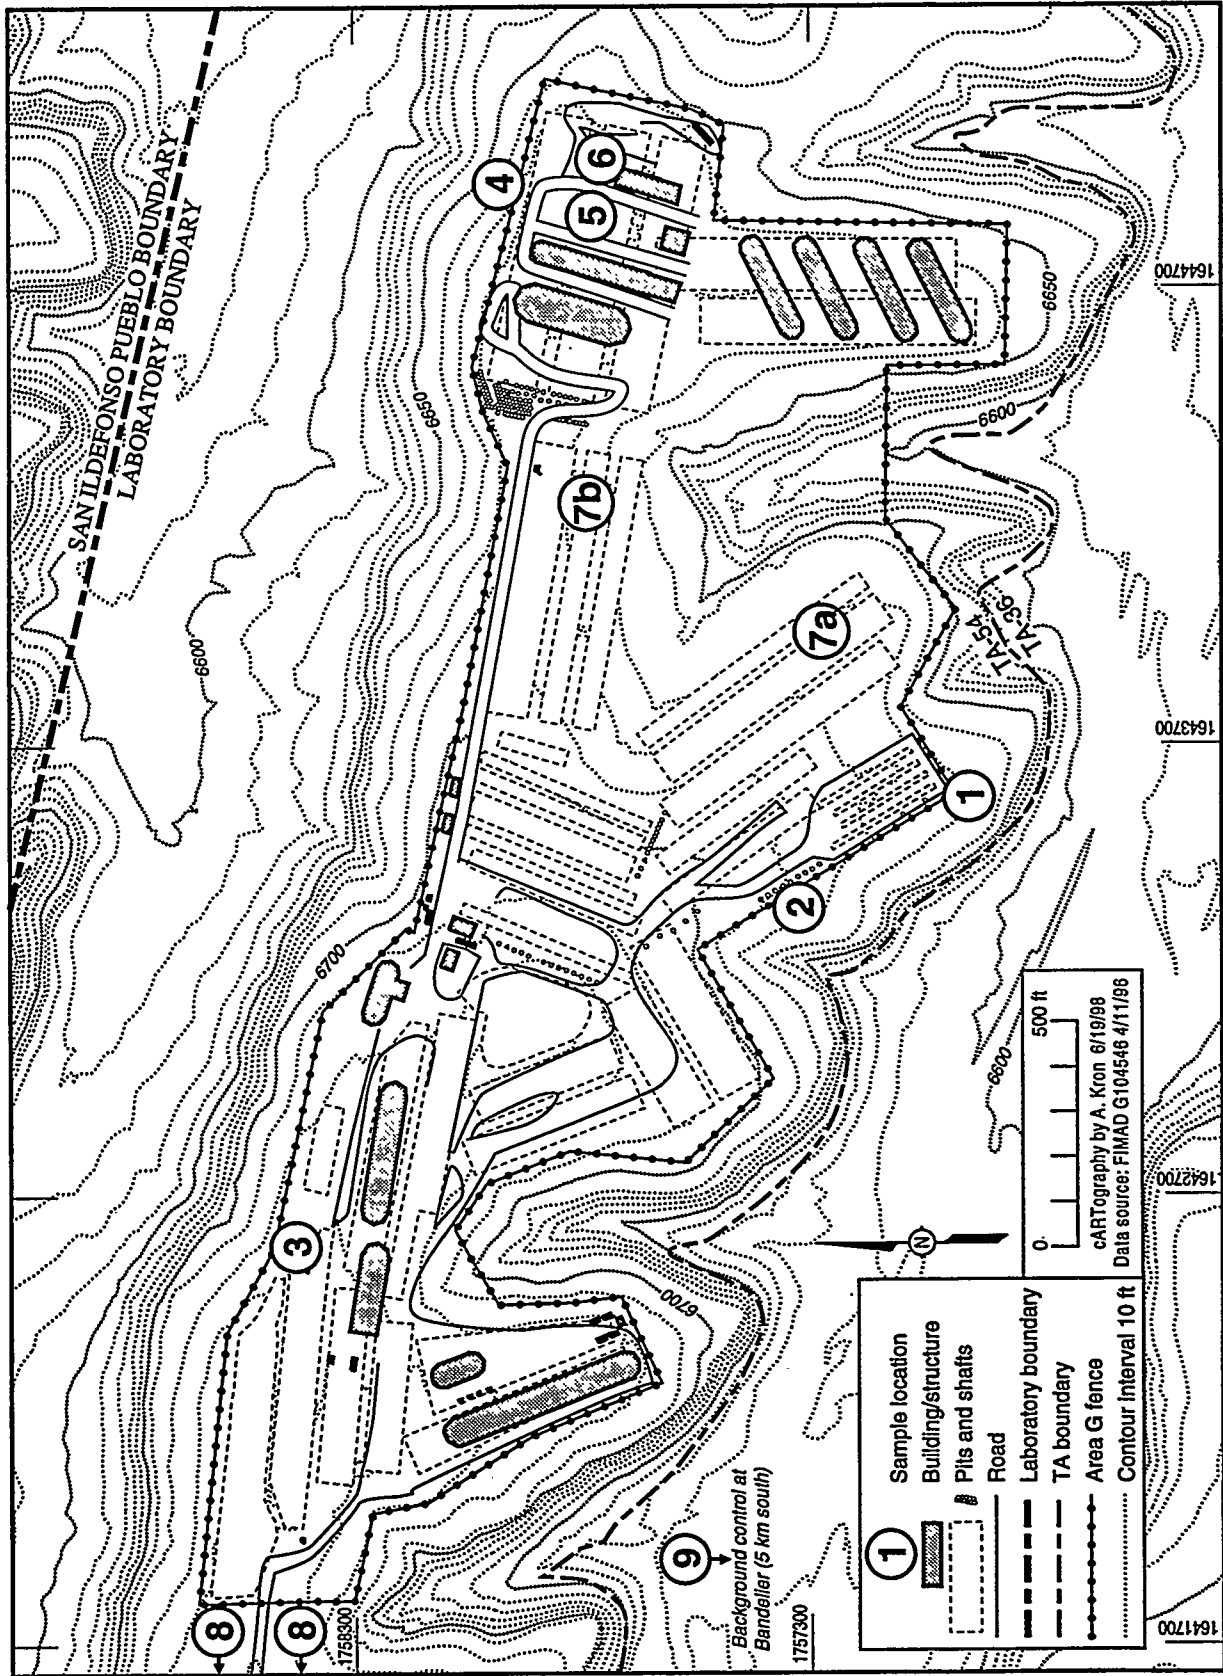 SAN ILDEFONSO PUEBLO BOUNDARY
LABORATORY BOUNDARY
6600
6650
6700
8
8
3
4
5
6
7b
7a
2
1
6650
6600
TA-54
TA-36
6700
6600
9
Background control at
Bandelier (5 km south)
1758300
1757300
1641700
1642700
1643700
1644700
N
1
Sample location
Building/structure
Pits and shafts
Road
Laboratory boundary
TA boundary
Area G fence
Contour interval 10 ft
0
500 ft
cARTography by A. Kron 6/19/98
Data source: FIMAD G104546 4/11/96